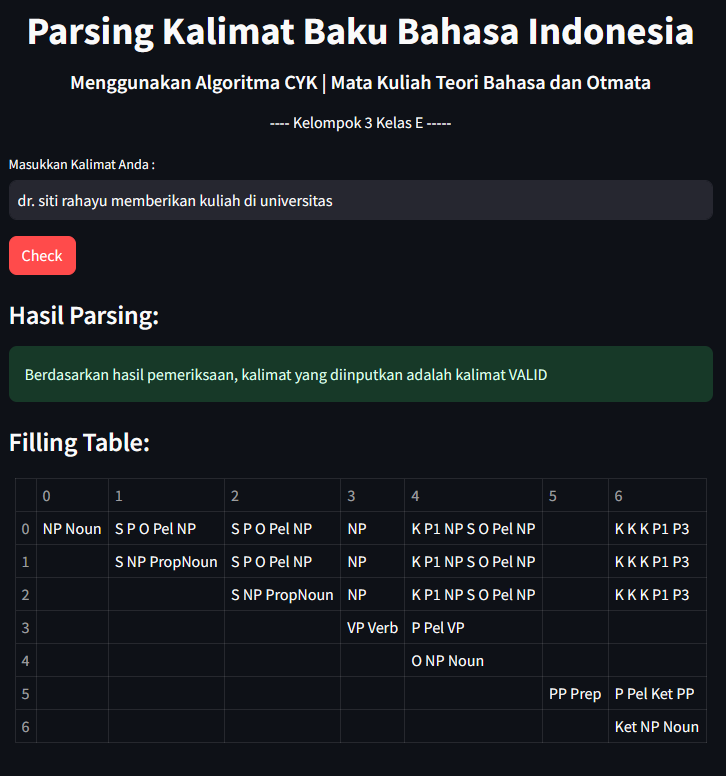 Parsing Kalimat Baku Bahasa Indonesia
Menggunakan Algoritma CYK | Mata Kuliah Teori Bahasa dan Otmata
---- Kelompok 3 Kelas E -----
Masukkan Kalimat Anda :
dr. siti rahayu memberikan kuliah di universitas
Check
Hasil Parsing:
Berdasarkan hasil pemeriksaan, kalimat yang diinputkan adalah kalimat VALID
Filling Table:
0 1 2 3 4 5 6
0 NP Noun S P O Pel NP S P O Pel NP NP K P1 NP S O Pel NP K K K P1 P3
1 S NP PropNoun S P O Pel NP NP K P1 NP S O Pel NP K K K P1 P3
2 S NP PropNoun NP K P1 NP S O Pel NP K K K P1 P3
3 VP Verb P Pel VP
4 O NP Noun
5 PP Prep P Pel Ket PP
6 Ket NP Noun